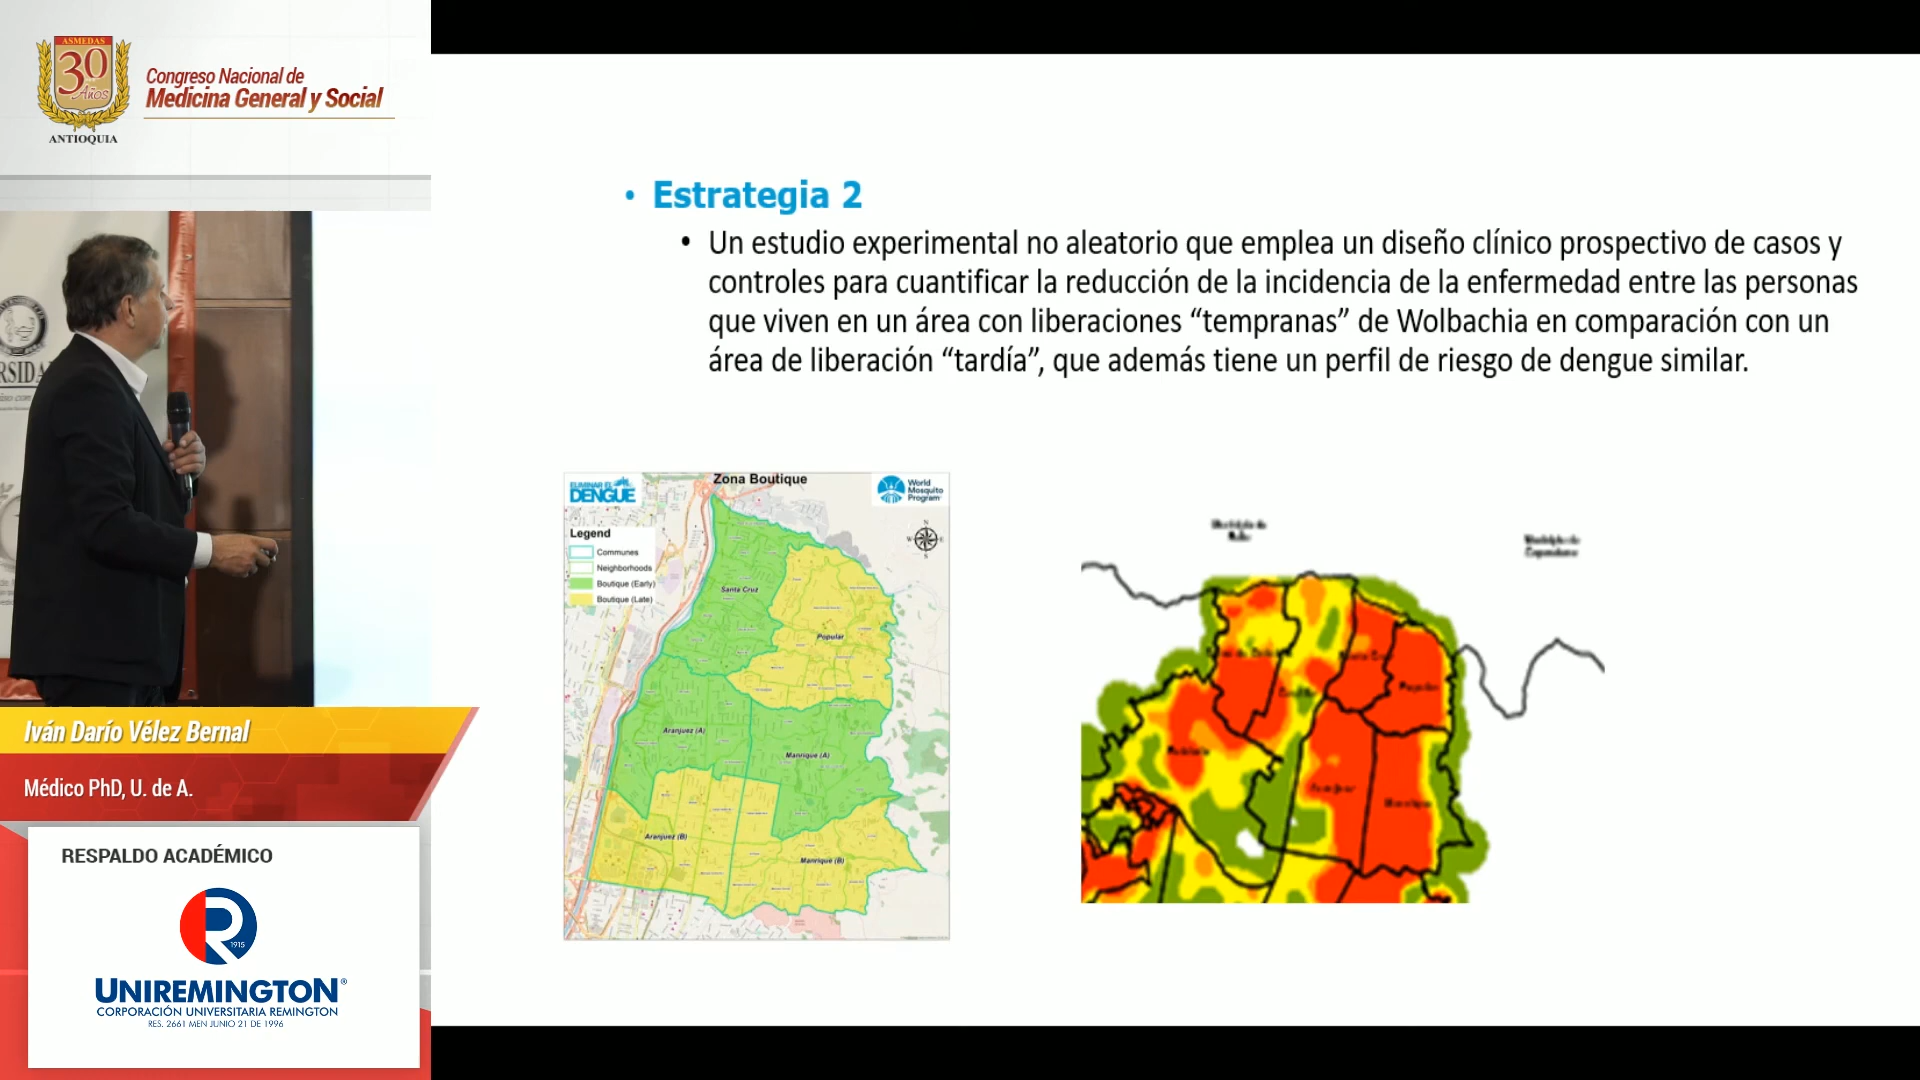 ASMEDAS
30
Años
ANTIOQUIA
Congreso Nacional de
Medicina General y Social
RSIDA
Iván Darío Vélez Bernal
Médico PhD, U. de A.
RESPALDO ACADÉMICO
R
1915
UNIREMINGTON®
CORPORACIÓN UNIVERSITARIA REMINGTON
RES. 2661 MEN JUNIO 21 DE 1996
• Estrategia 2
• Un estudio experimental no aleatorio que emplea un diseño clínico prospectivo de casos y
controles para cuantificar la reducción de la incidencia de la enfermedad entre las personas
que viven en un área con liberaciones “tempranas” de Wolbachia en comparación con un
área de liberación “tardía”, que además tiene un perfil de riesgo de dengue similar.
ELIMINAR EL
DENGUE
Zona Boutique
World
Mosquito
Program
N
W E
S
Legend
Communes
Neighborhoods
Boutique (Early)
Boutique (Late)
Santa Cruz
Popular
Aranjuez (A)
Manrique (A)
Aranjuez (B)
Manrique (B)